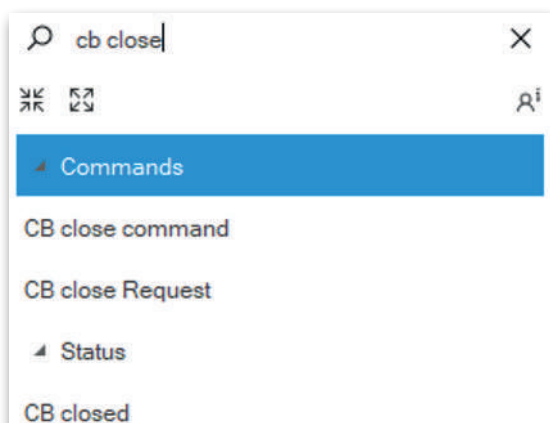 cb close
Commands
CB close command
CB close Request
Status
CB closed